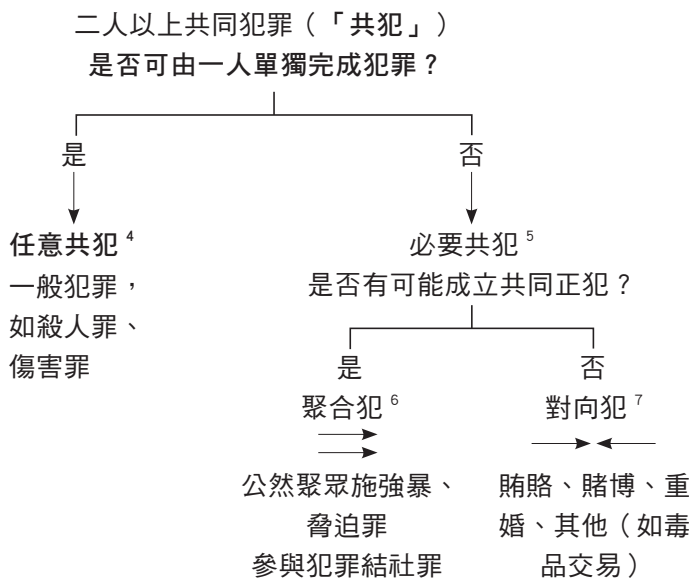 二人以上共同犯罪（「共犯」）
是否可由一人單獨完成犯罪？
是
否
任意共犯4
一般犯罪，
如殺人罪、
傷害罪
必要共犯5
是否有可能成立共同正犯？
是
否
聚合犯6
公然聚眾施強暴、
脅迫罪
參與犯罪結社罪
對向犯7
賄賂、賭博、重
婚、其他（如毒
品交易）